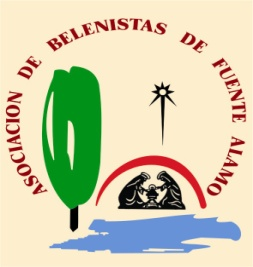 ASOCIACION DE BELENISTAS DE FUENTE ALAMO